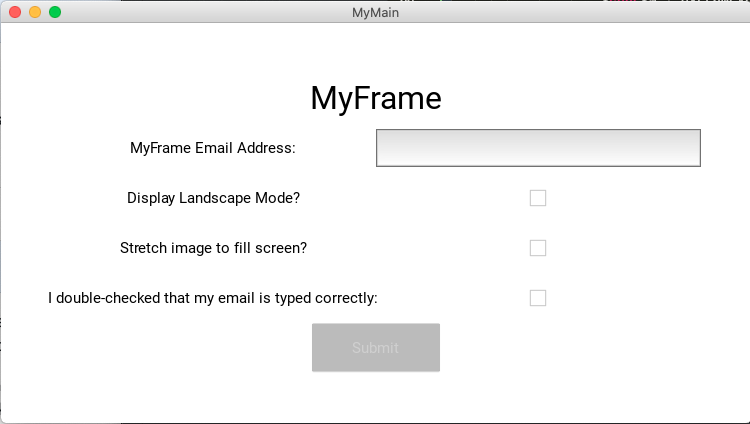 MyMain
MyFrame
MyFrame Email Address:
Display Landscape Mode?
Stretch image to fill screen?
I double-checked that my email is typed correctly:
Submit